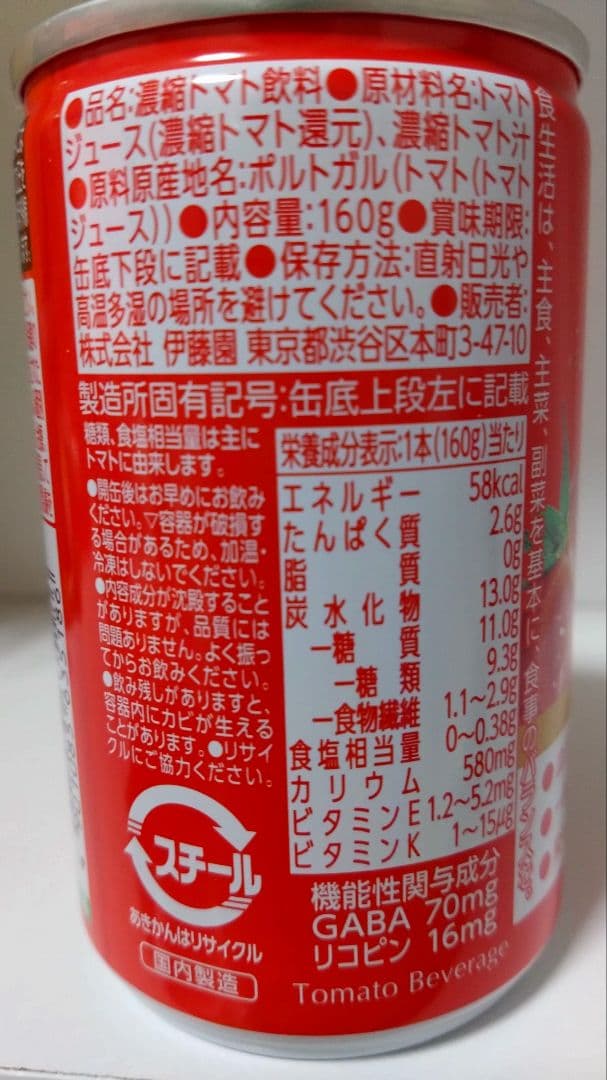 ●品名:濃縮トマト飲料●原材料名:トマト
ジュース(濃縮トマト還元)、濃縮トマト汁
●原料原産地名:ポルトガル(トマト(トマト
ジュース))●内容量:160g●賞味期限:
缶底下段に記載●保存方法:直射日光や
高温多湿の場所を避けてください。●販売者:
株式会社 伊藤園 東京都渋谷区本町3-47-10
製造所固有記号:缶底上段左に記載
糖類、食塩相当量は主に
トマトに由来します。
●開缶後はお早めにお飲み
ください。▽容器が破損す
る場合があるため、加温・
冷凍はしないでください。
●内容成分が沈殿すること
がありますが、品質には
問題ありません。よく振っ
てからお飲みください。
●飲み残しがありますと、
容器内にカビが生える
ことがあります。●リサイ
クルにご協力ください。
栄養成分表示:1本(160g)当たり
エネルギー 58kcal
たんぱく質 2.6g
脂質 0g
炭水化物 13.0g
―糖質 11.0g
―糖類 9.3g
―食物繊維 1.1~2.9g
食塩相当量 0~0.38g
カリウム 580mg
ビタミンE 1.2~5.2mg
ビタミンK 1~15μg
機能性関与成分
GABA 70mg
リコピン 16mg
スチール
あきかんはリサイクル
国内製造
Tomato Beverage
食生活は、主食、主菜、副菜を基本に、食事のバランスを。